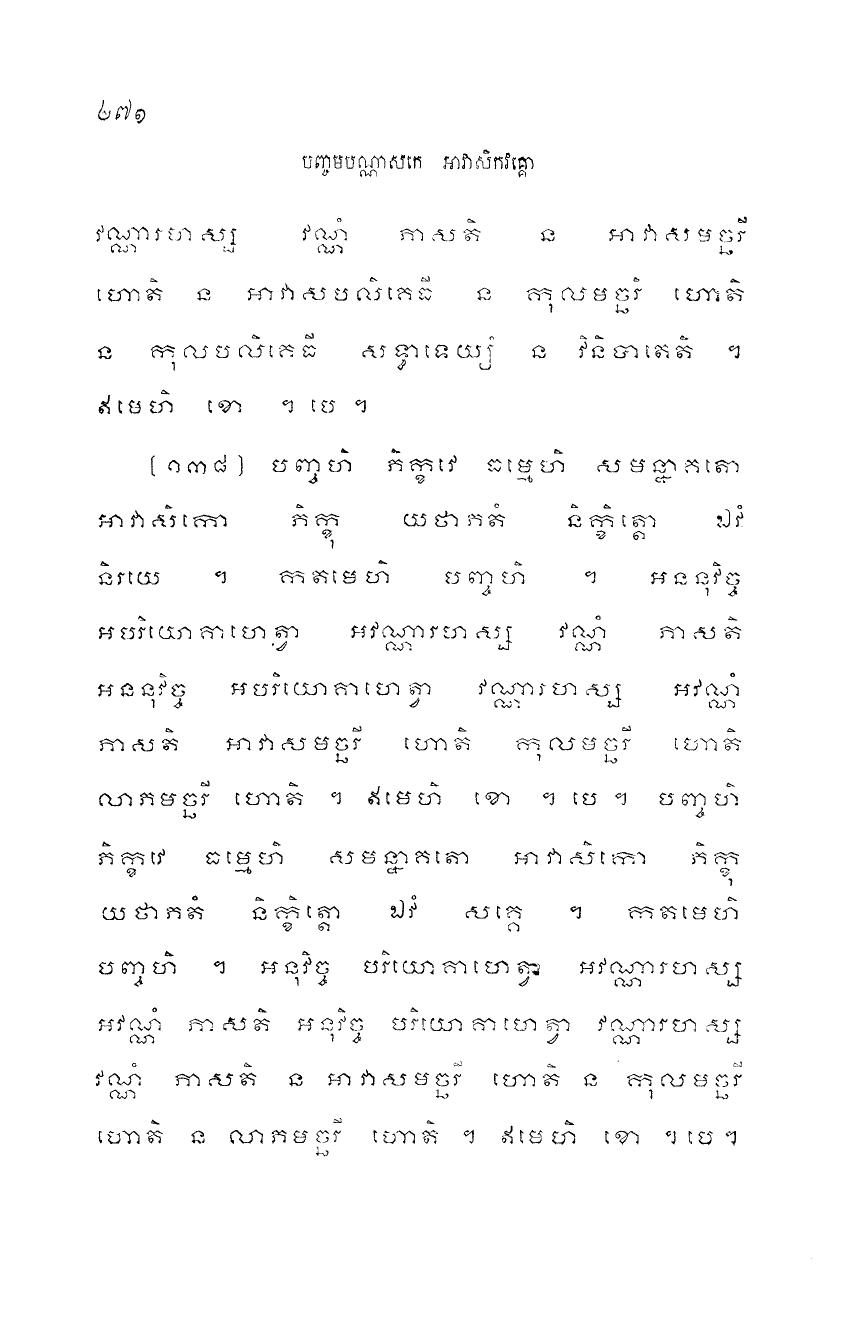 ២៧១
បញ្ចមបណ្ណាសកេ អាវាសិកវគ្គោ
វណ្ណារហស្ស វណ្ណំ ភាសតិ ន អាវាសមច្ឆរី
ហោតិ ន អាវាសបលិគេធី ន កុលមច្ឆរី ហោតិ
ន កុលបលិគេធី សទ្ធាទេយ្យំ ន វិនិបាតេតិ ។
ឥមេហិ ខោ ។ បេ ។
(១៣៨) បញ្ចហិ ភិក្ខវេ ធម្មេហិ សមន្នាគតោ
អាវាសិកោ ភិក្ខុ យថាភតំ និក្ខិត្តោ ឯវំ
និរយេ ។ កតមេហិ បញ្ចហិ ។ អននុវិច្ច
អបរិយោគាហេត្វា អវណ្ណារហស្ស វណ្ណំ ភាសតិ
អននុវិច្ច អបរិយោគាហេត្វា វណ្ណារហស្ស អវណ្ណំ
ភាសតិ អាវាសមច្ឆរី ហោតិ កុលមច្ឆរី ហោតិ
លាភមច្ឆរី ហោតិ ។ ឥមេហិ ខោ ។ បេ ។ បញ្ចហិ
ភិក្ខវេ ធម្មេហិ សមន្នាគតោ អាវាសិកោ ភិក្ខុ
យថាភតំ និក្ខិត្តោ ឯវំ សគ្គេ ។ កតមេហិ
បញ្ចហិ ។ អនុវិច្ច បរិយោគាហេត្វា អវណ្ណារហស្ស
អវណ្ណំ ភាសតិ អនុវិច្ច បរិយោគាហេត្វា វណ្ណារហស្ស
វណ្ណំ ភាសតិ ន អាវាសមច្ឆរី ហោតិ ន កុលមច្ឆរី
ហោតិ ន លាភមច្ឆរី ហោតិ ។ ឥមេហិ ខោ ។ បេ ។